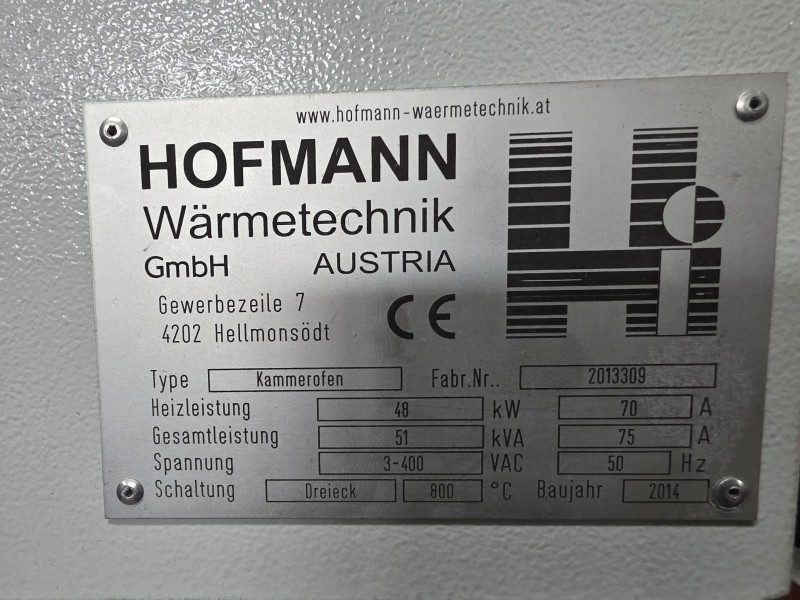 www.hofmann-waermetechnik.at
HOFMANN
Wärmetechnik
GmbH AUSTRIA
Gewerbezeile 7
4202 Hellmonsödt
CE
Hi
Type Kammerofen Fabr.Nr.. 2013309
Heizleistung 48 kW 70 A
Gesamtleistung 51 kVA 75 A
Spannung 3-400 VAC 50 Hz
Schaltung Dreieck 800 °C Baujahr 2014